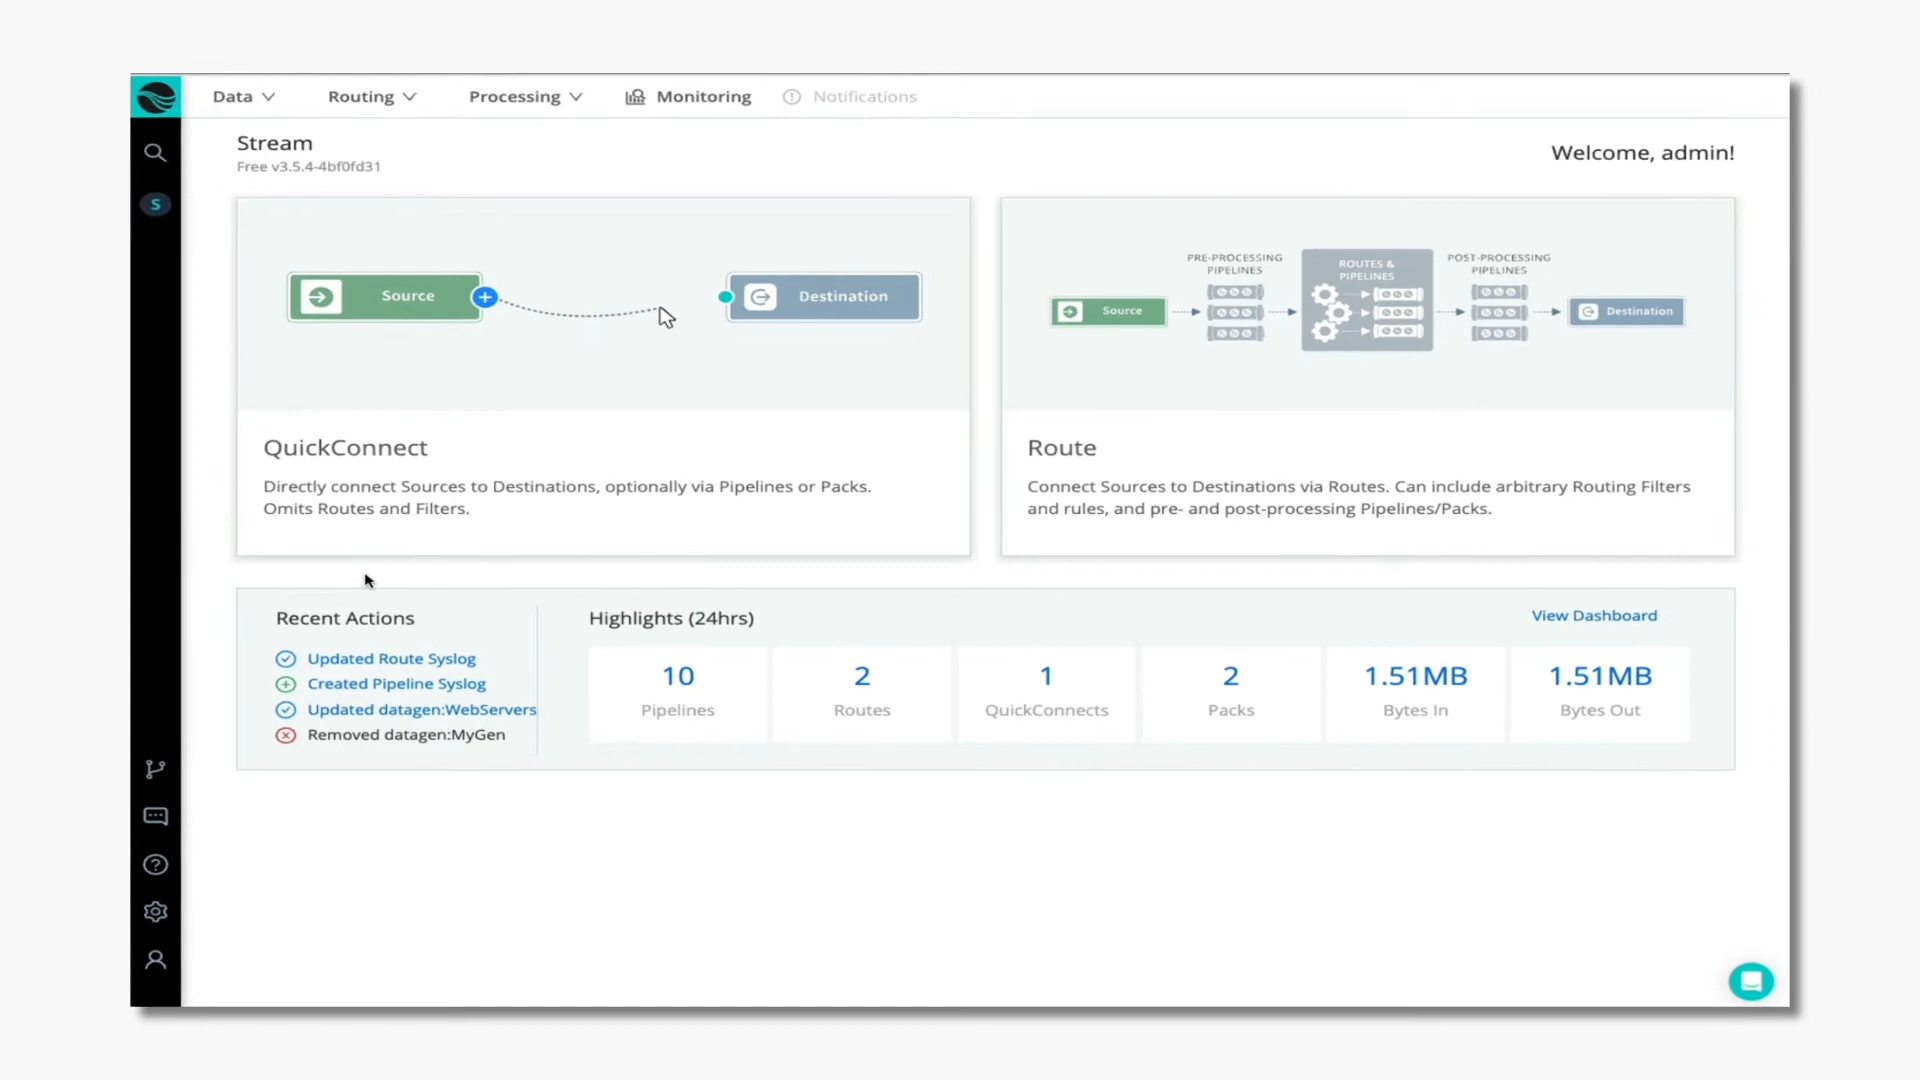 Data
Routing
Processing
Monitoring
Notifications
Stream
Free v3.5.4-4bf0fd31
Welcome, admin!
S
Source
Destination
PRE-PROCESSING
PIPELINES
ROUTES &
PIPELINES
POST-PROCESSING
PIPELINES
Source
Destination
QuickConnect
Directly connect Sources to Destinations, optionally via Pipelines or Packs.
Omits Routes and Filters.
Route
Connect Sources to Destinations via Routes. Can include arbitrary Routing Filters
and rules, and pre- and post-processing Pipelines/Packs.
Recent Actions
Updated Route Syslog
Created Pipeline Syslog
Updated datagen:WebServers
Removed datagen:MyGen
Highlights (24hrs)
View Dashboard
10
Pipelines
2
Routes
1
QuickConnects
2
Packs
1.51MB
Bytes In
1.51MB
Bytes Out